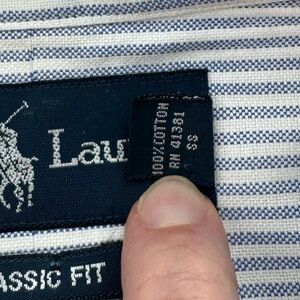 Lau
100% COTTON
RN 41381
SS
ASSIC FIT